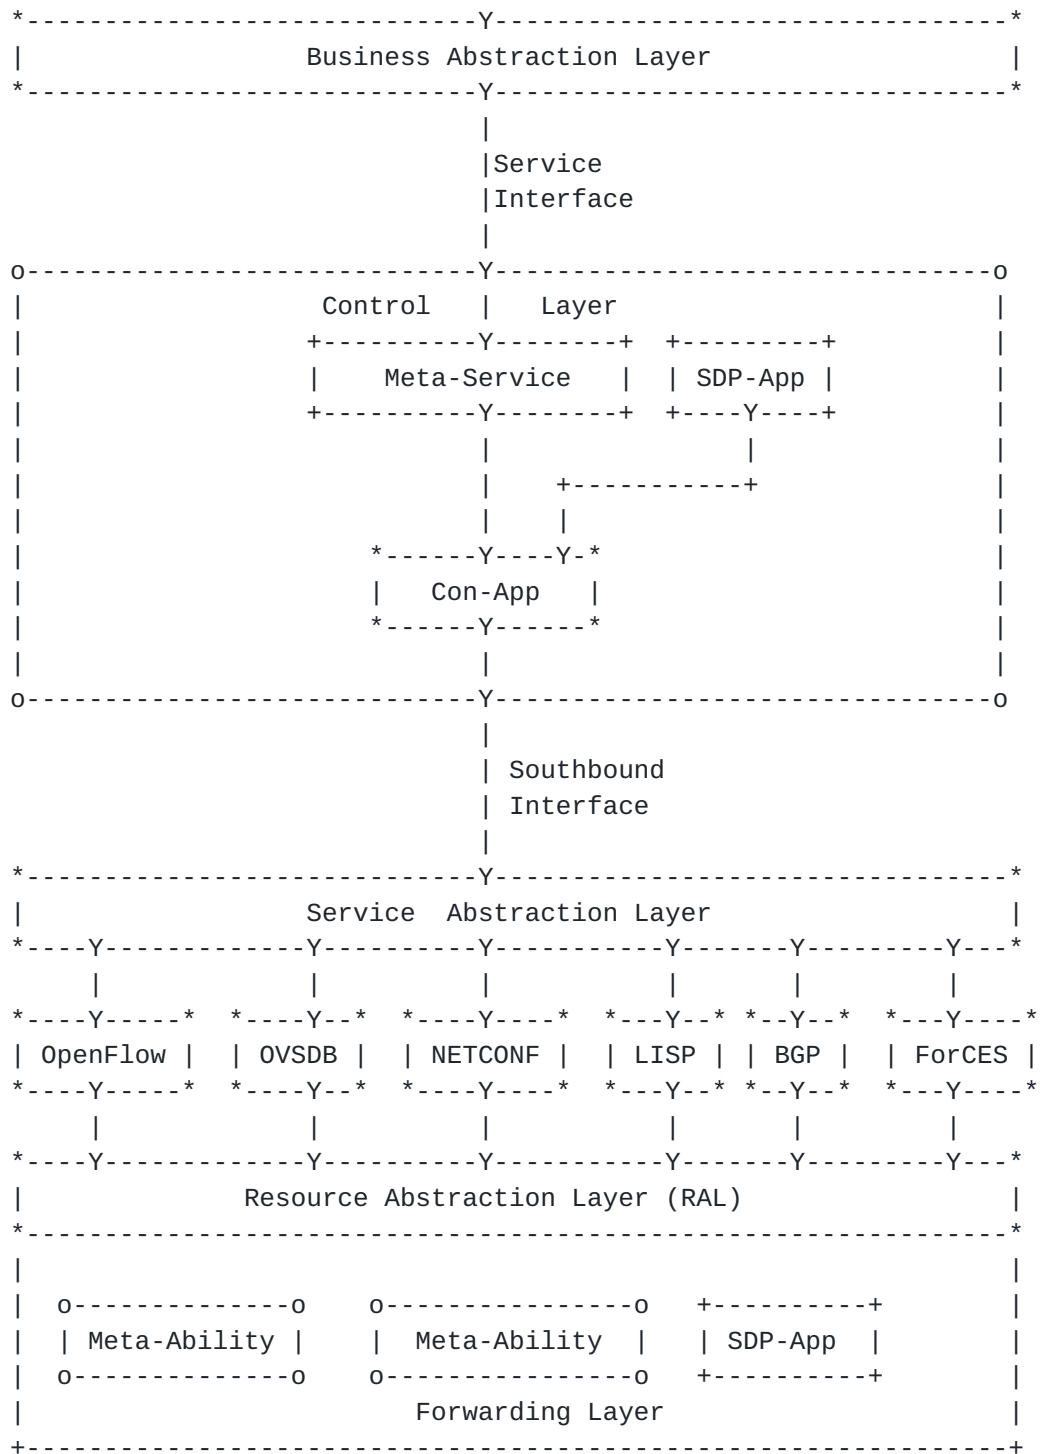 Business Abstraction Layer
Service
Interface
Control Layer
Meta-Service SDP-App
Con-App
Southbound
Interface
Service Abstraction Layer
OpenFlow OVSDB NETCONF LISP BGP ForCES
Resource Abstraction Layer (RAL)
Meta-Ability Meta-Ability SDP-App
Forwarding Layer